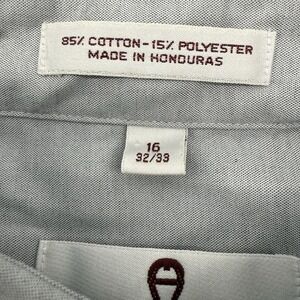 85% COTTON-15% POLYESTER
MADE IN HONDURAS
16
32/33